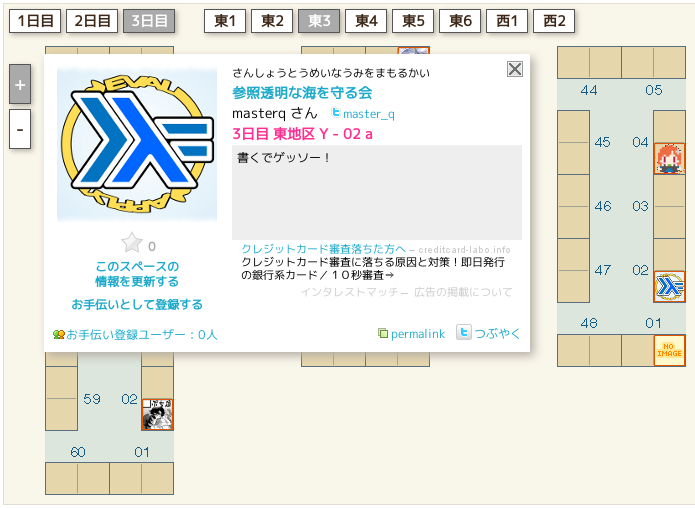 1日目 2日目 3日目 東1 東2 東3 東4 東5 東6 西1 西2
+
-
さんしょうとうめいなうみをまもるかい
参照透明な海を守る会
masterq さん master_q
3日目 東地区 Y - 02 a
書くでゲッソー！
JEVAL
APPLY
0
このスペースの
情報を更新する
お手伝いとして登録する
お手伝い登録ユーザー：0人
クレジットカード審査落ちた方へ – creditcard-labo.info
クレジットカード審査に落ちる原因と対策！即日発行
の銀行系カード／１０秒審査→
インタレストマッチ – 広告の掲載について
permalink つぶやく
44 05
45 04
46 03
47 02
48 01
NO
IMAGE
59 02
60 01